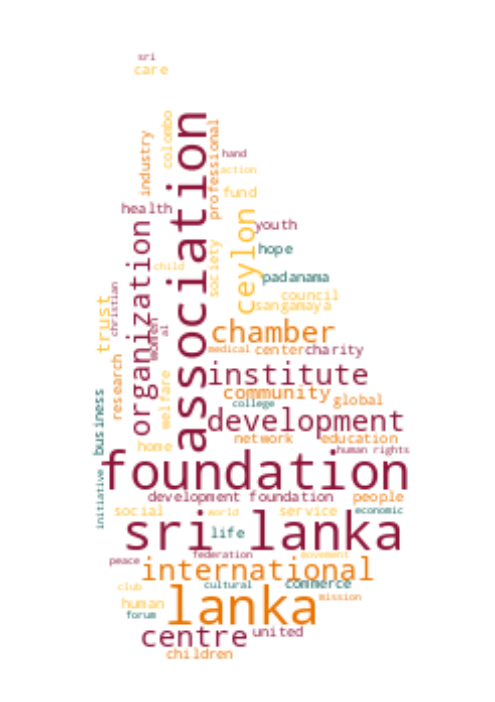 sri
care
colombo
association
industry
professional
hand
action
fund
health
youth
ceylon
organization
society
hope
child
padanama
christian
trust
council
sangamaya
women
al
chamber
medical
center
charity
research
institute
welfare
community
global
business
college
development
network
education
home
human rights
foundation
initiative
development foundation
people
social
world
service
economic
sri lanka
life
federation
movement
peace
international
club
cultural
commerce
human
mission
forum
lanka
centre
united
children